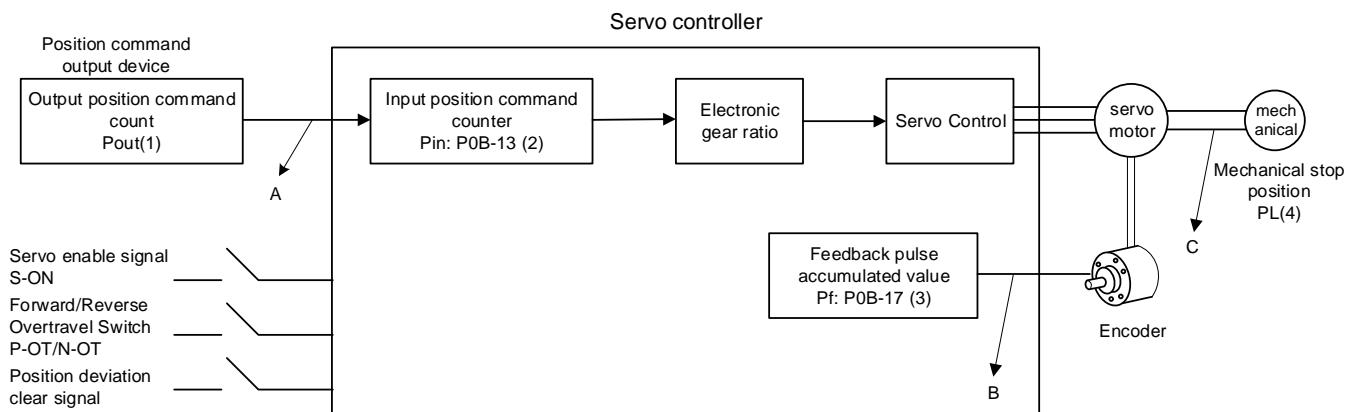 Servo controller
Position command
output device
Output position command
count
Pout(1)
Input position command
counter
Pin: P0B-13 (2)
Electronic
gear ratio
Servo Control
servo
motor
mech
anical
Mechanical stop
position
PL(4)
A
C
Servo enable signal
S-ON
Forward/Reverse
Overtravel Switch
P-OT/N-OT
Position deviation
clear signal
Feedback pulse
accumulated value
Pf: P0B-17 (3)
Encoder
B